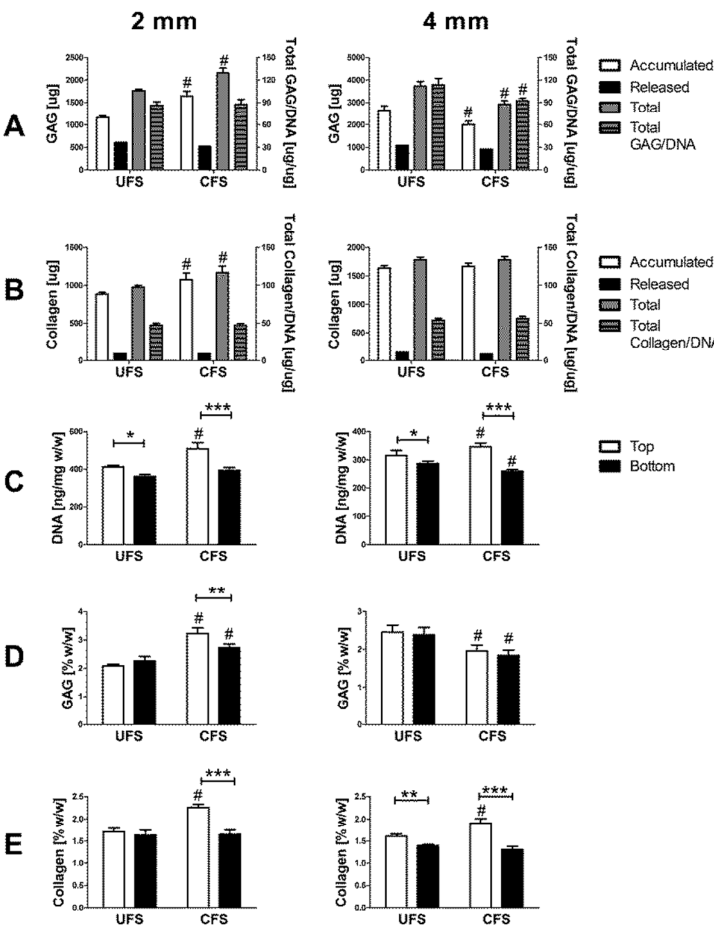 2 mm
4 mm
A
GAG [ug]
2500
2000
1500
1000
500
0
150
120
90
60
30
0
Total GAG/DNA [ug/ug]
# #
UFS CFS
GAG [ug]
5000
4000
3000
2000
1000
0
150
120
90
60
30
0
Total GAG/DNA [ug/ug]
# # #
UFS CFS
Accumulated
Released
Total
Total
GAG/DNA
B
Collagen [ug]
1500
1000
500
0
150
100
50
0
Total Collagen/DNA [ug/ug]
# #
UFS CFS
Collagen [ug]
2000
1500
1000
500
0
150
100
50
0
Total Collagen/DNA [ug/ug]
UFS CFS
Accumulated
Released
Total
Total
Collagen/DNA
C
DNA [ng/mg w/w]
600
400
200
0
* ***
#
UFS CFS
DNA [ng/mg w/w]
400
300
200
100
0
* ***
# #
UFS CFS
Top
Bottom
D
GAG [% w/w]
4
3
2
1
0
**
# #
UFS CFS
GAG [% w/w]
3
2
1
0
# #
UFS CFS
E
Collagen [% w/w]
2.5
2.0
1.5
1.0
0.5
0.0
***
#
UFS CFS
Collagen [% w/w]
2.5
2.0
1.5
1.0
0.5
0.0
** ***
#
UFS CFS